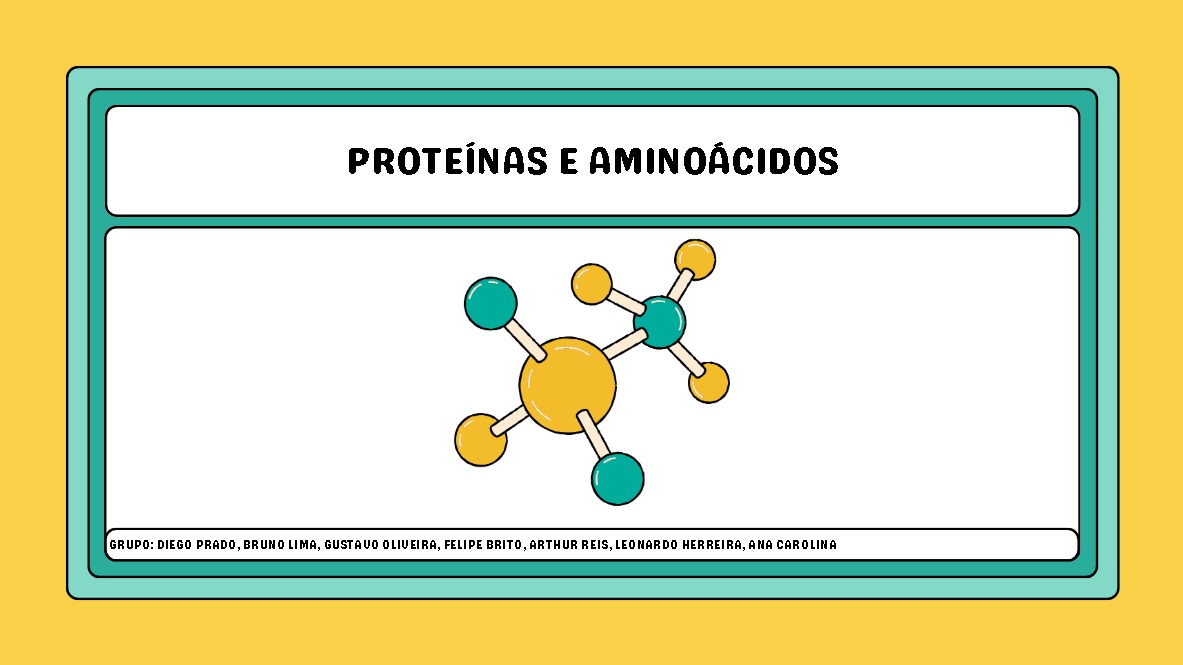 PROTEÍNAS E AMINOÁCIDOS
GRUPO: DIEGO PRADO, BRUNO LIMA, GUSTAVO OLIVEIRA, FELIPE BRITO, ARTHUR REIS, LEONARDO HERREIRA, ANA CAROLINA